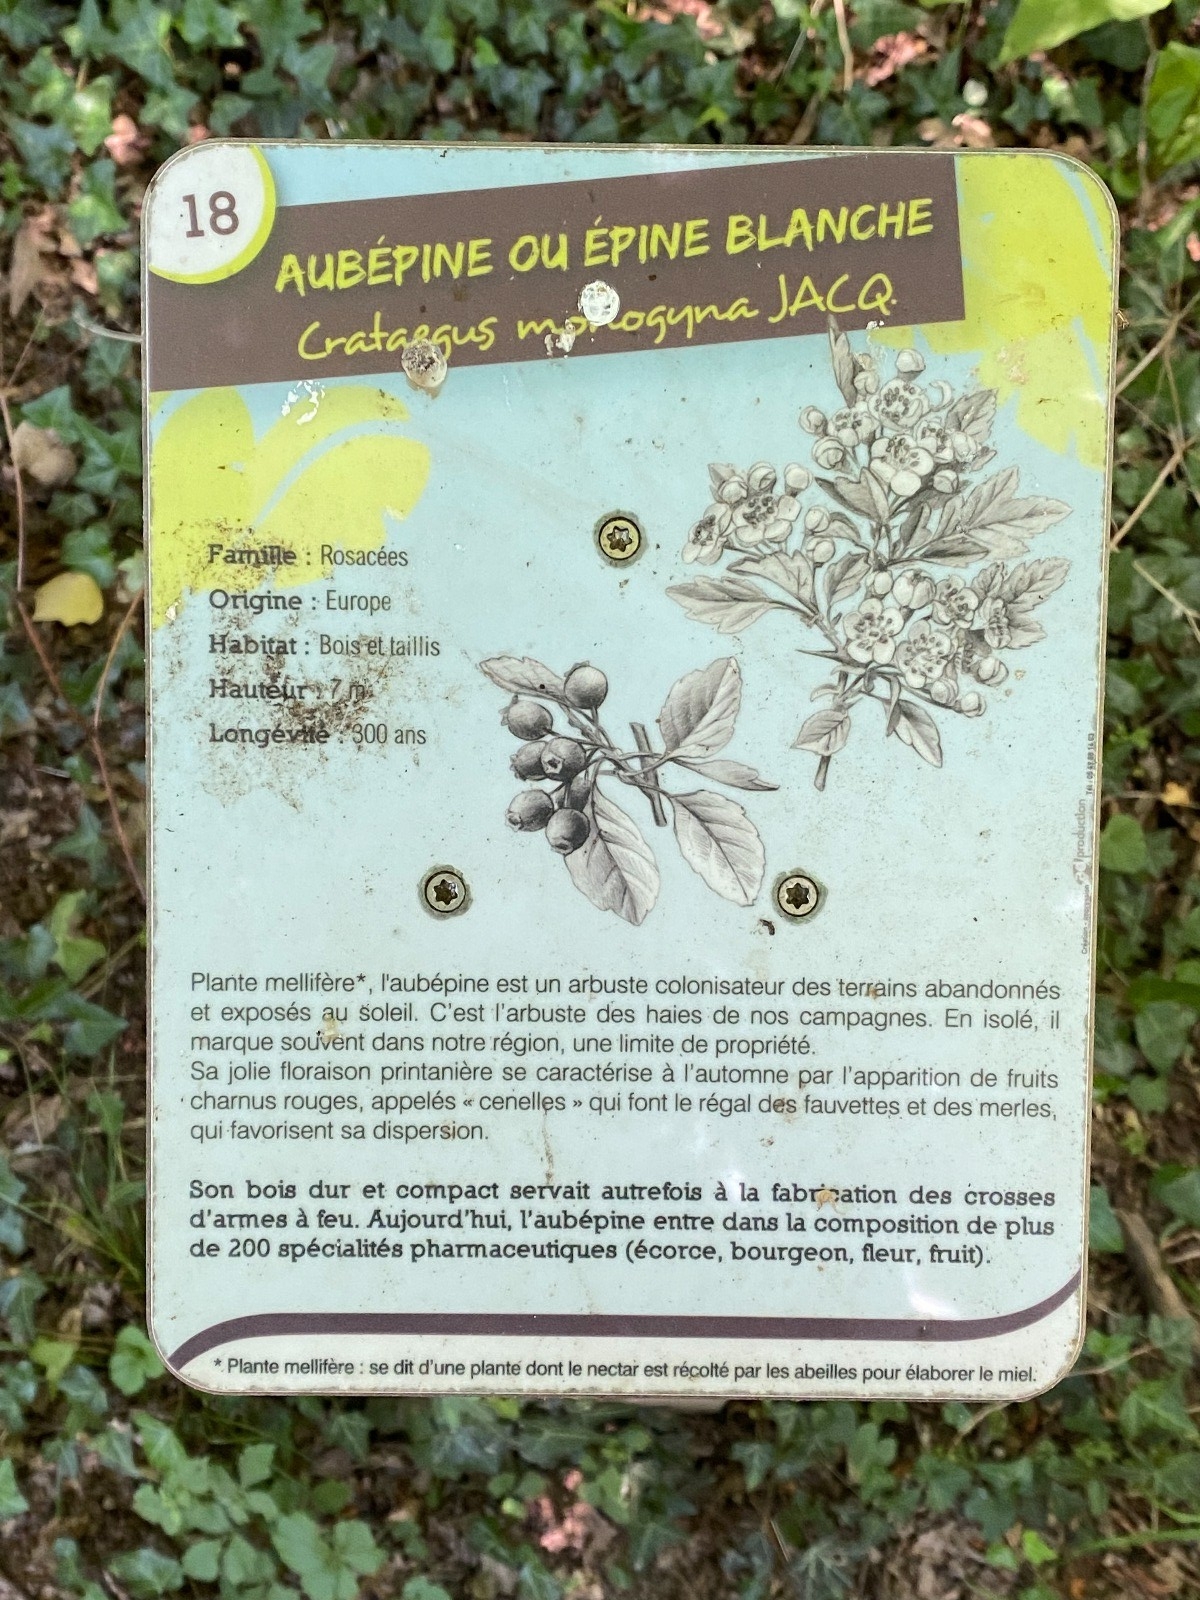 18
AUBÉPINE OU ÉPINE BLANCHE
Crataegus monogyna JACQ.
Famille : Rosacées
Origine : Europe
Habitat : Bois et taillis
Hauteur : 7 m
Longévité : 300 ans
Plante mellifère*, l'aubépine est un arbuste colonisateur des terrains abandonnés
et exposés au soleil. C'est l'arbuste des haies de nos campagnes. En isolé, il
marque souvent dans notre région, une limite de propriété.
Sa jolie floraison printanière se caractérise à l'automne par l'apparition de fruits
charnus rouges, appelés « cenelles » qui font le régal des fauvettes et des merles,
qui favorisent sa dispersion.
Son bois dur et compact servait autrefois à la fabrication des crosses
d'armes à feu. Aujourd'hui, l'aubépine entre dans la composition de plus
de 200 spécialités pharmaceutiques (écorce, bourgeon, fleur, fruit).
* Plante mellifère : se dit d'une plante dont le nectar est récolté par les abeilles pour élaborer le miel.
production